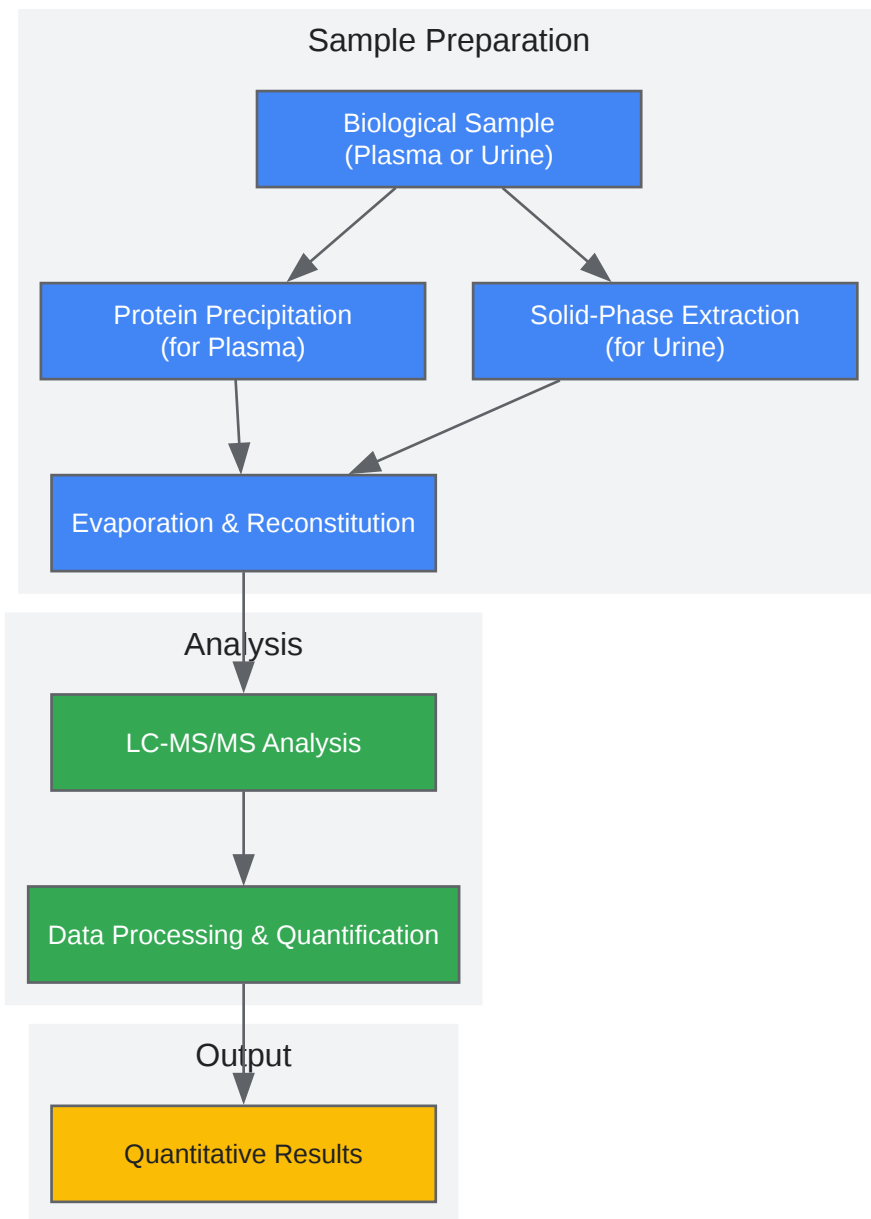 Sample Preparation
Biological Sample
(Plasma or Urine)
Protein Precipitation
(for Plasma)
Solid-Phase Extraction
(for Urine)
Evaporation & Reconstitution
Analysis
LC-MS/MS Analysis
Data Processing & Quantification
Output
Quantitative Results